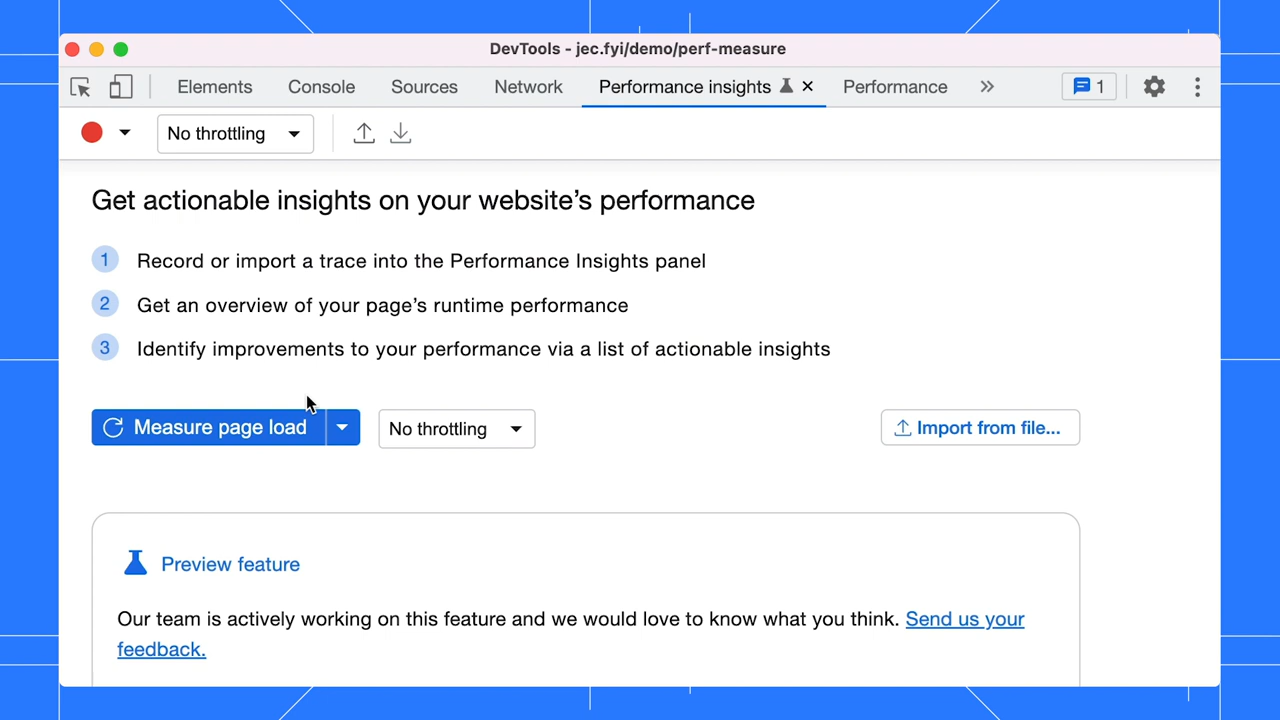 DevTools - jec.fyi/demo/perf-measure
Elements Console Sources Network Performance insights Performance 1
No throttling
Get actionable insights on your website’s performance
1 Record or import a trace into the Performance Insights panel
2 Get an overview of your page’s runtime performance
3 Identify improvements to your performance via a list of actionable insights
Measure page load No throttling Import from file...
Preview feature
Our team is actively working on this feature and we would love to know what you think. Send us your
feedback.